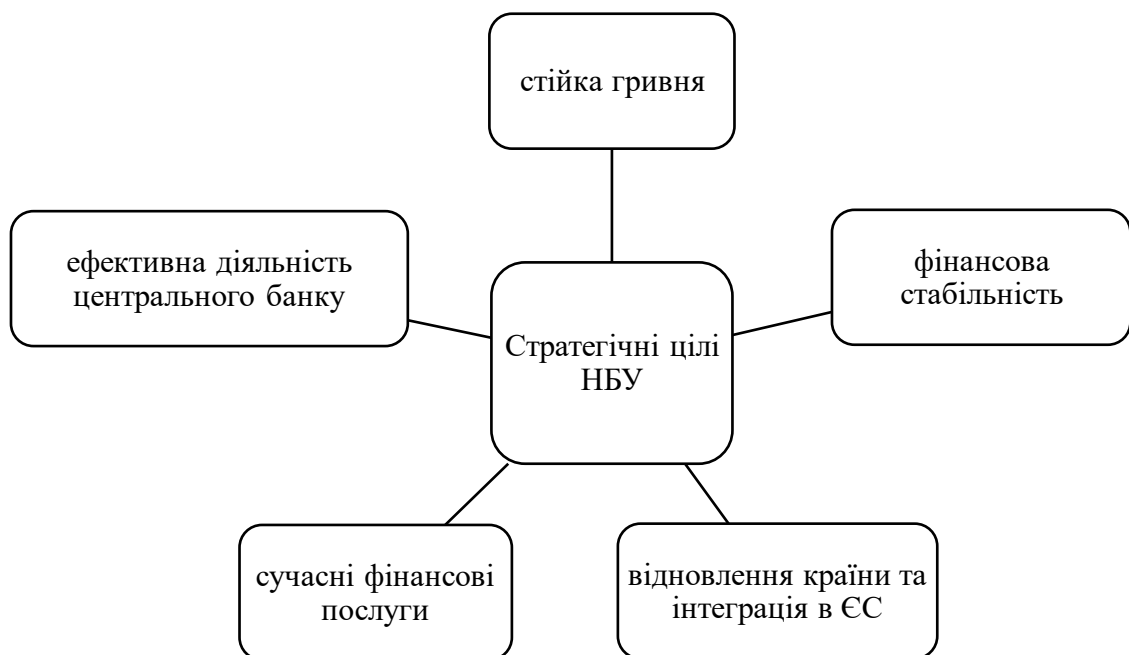 стійка гривня
ефективна діяльність
центрального банку
фінансова
стабільність
Стратегічні цілі
НБУ
сучасні фінансові
послуги
відновлення країни та
інтеграція в ЄС